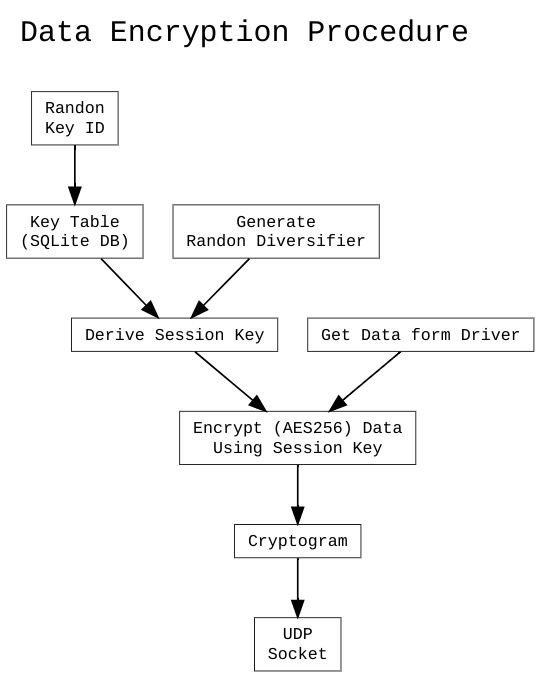 Data Encryption Procedure
Randon
Key ID
Key Table
(SQLite DB)
Generate
Randon Diversifier
Derive Session Key
Get Data form Driver
Encrypt (AES256) Data
Using Session Key
Cryptogram
UDP
Socket